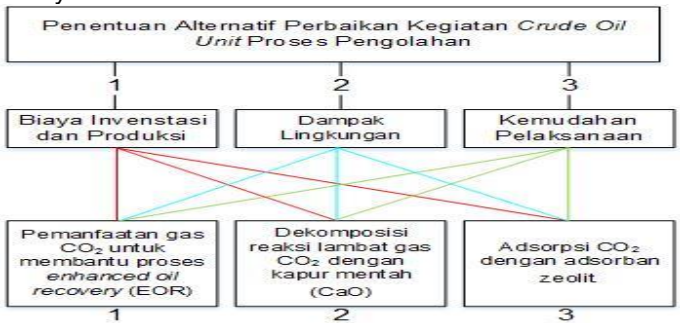 Penentuan Alternatif Perbaikan Kegiatan Crude Oil
Unit Proses Pengolahan
1
2
3
Biaya Invenstasi
dan Produksi
Dampak
Lingkungan
Kemudahan
Pelaksanaan
Pemanfaatan gas
CO₂ untuk
membantu proses
enhanced oil
recovery (EOR)
Dekomposisi
reaksi lambat gas
CO₂ dengan
kapur mentah
(CaO)
Adsorpsi CO₂
dengan adsorban
zeolit.
1
2
3